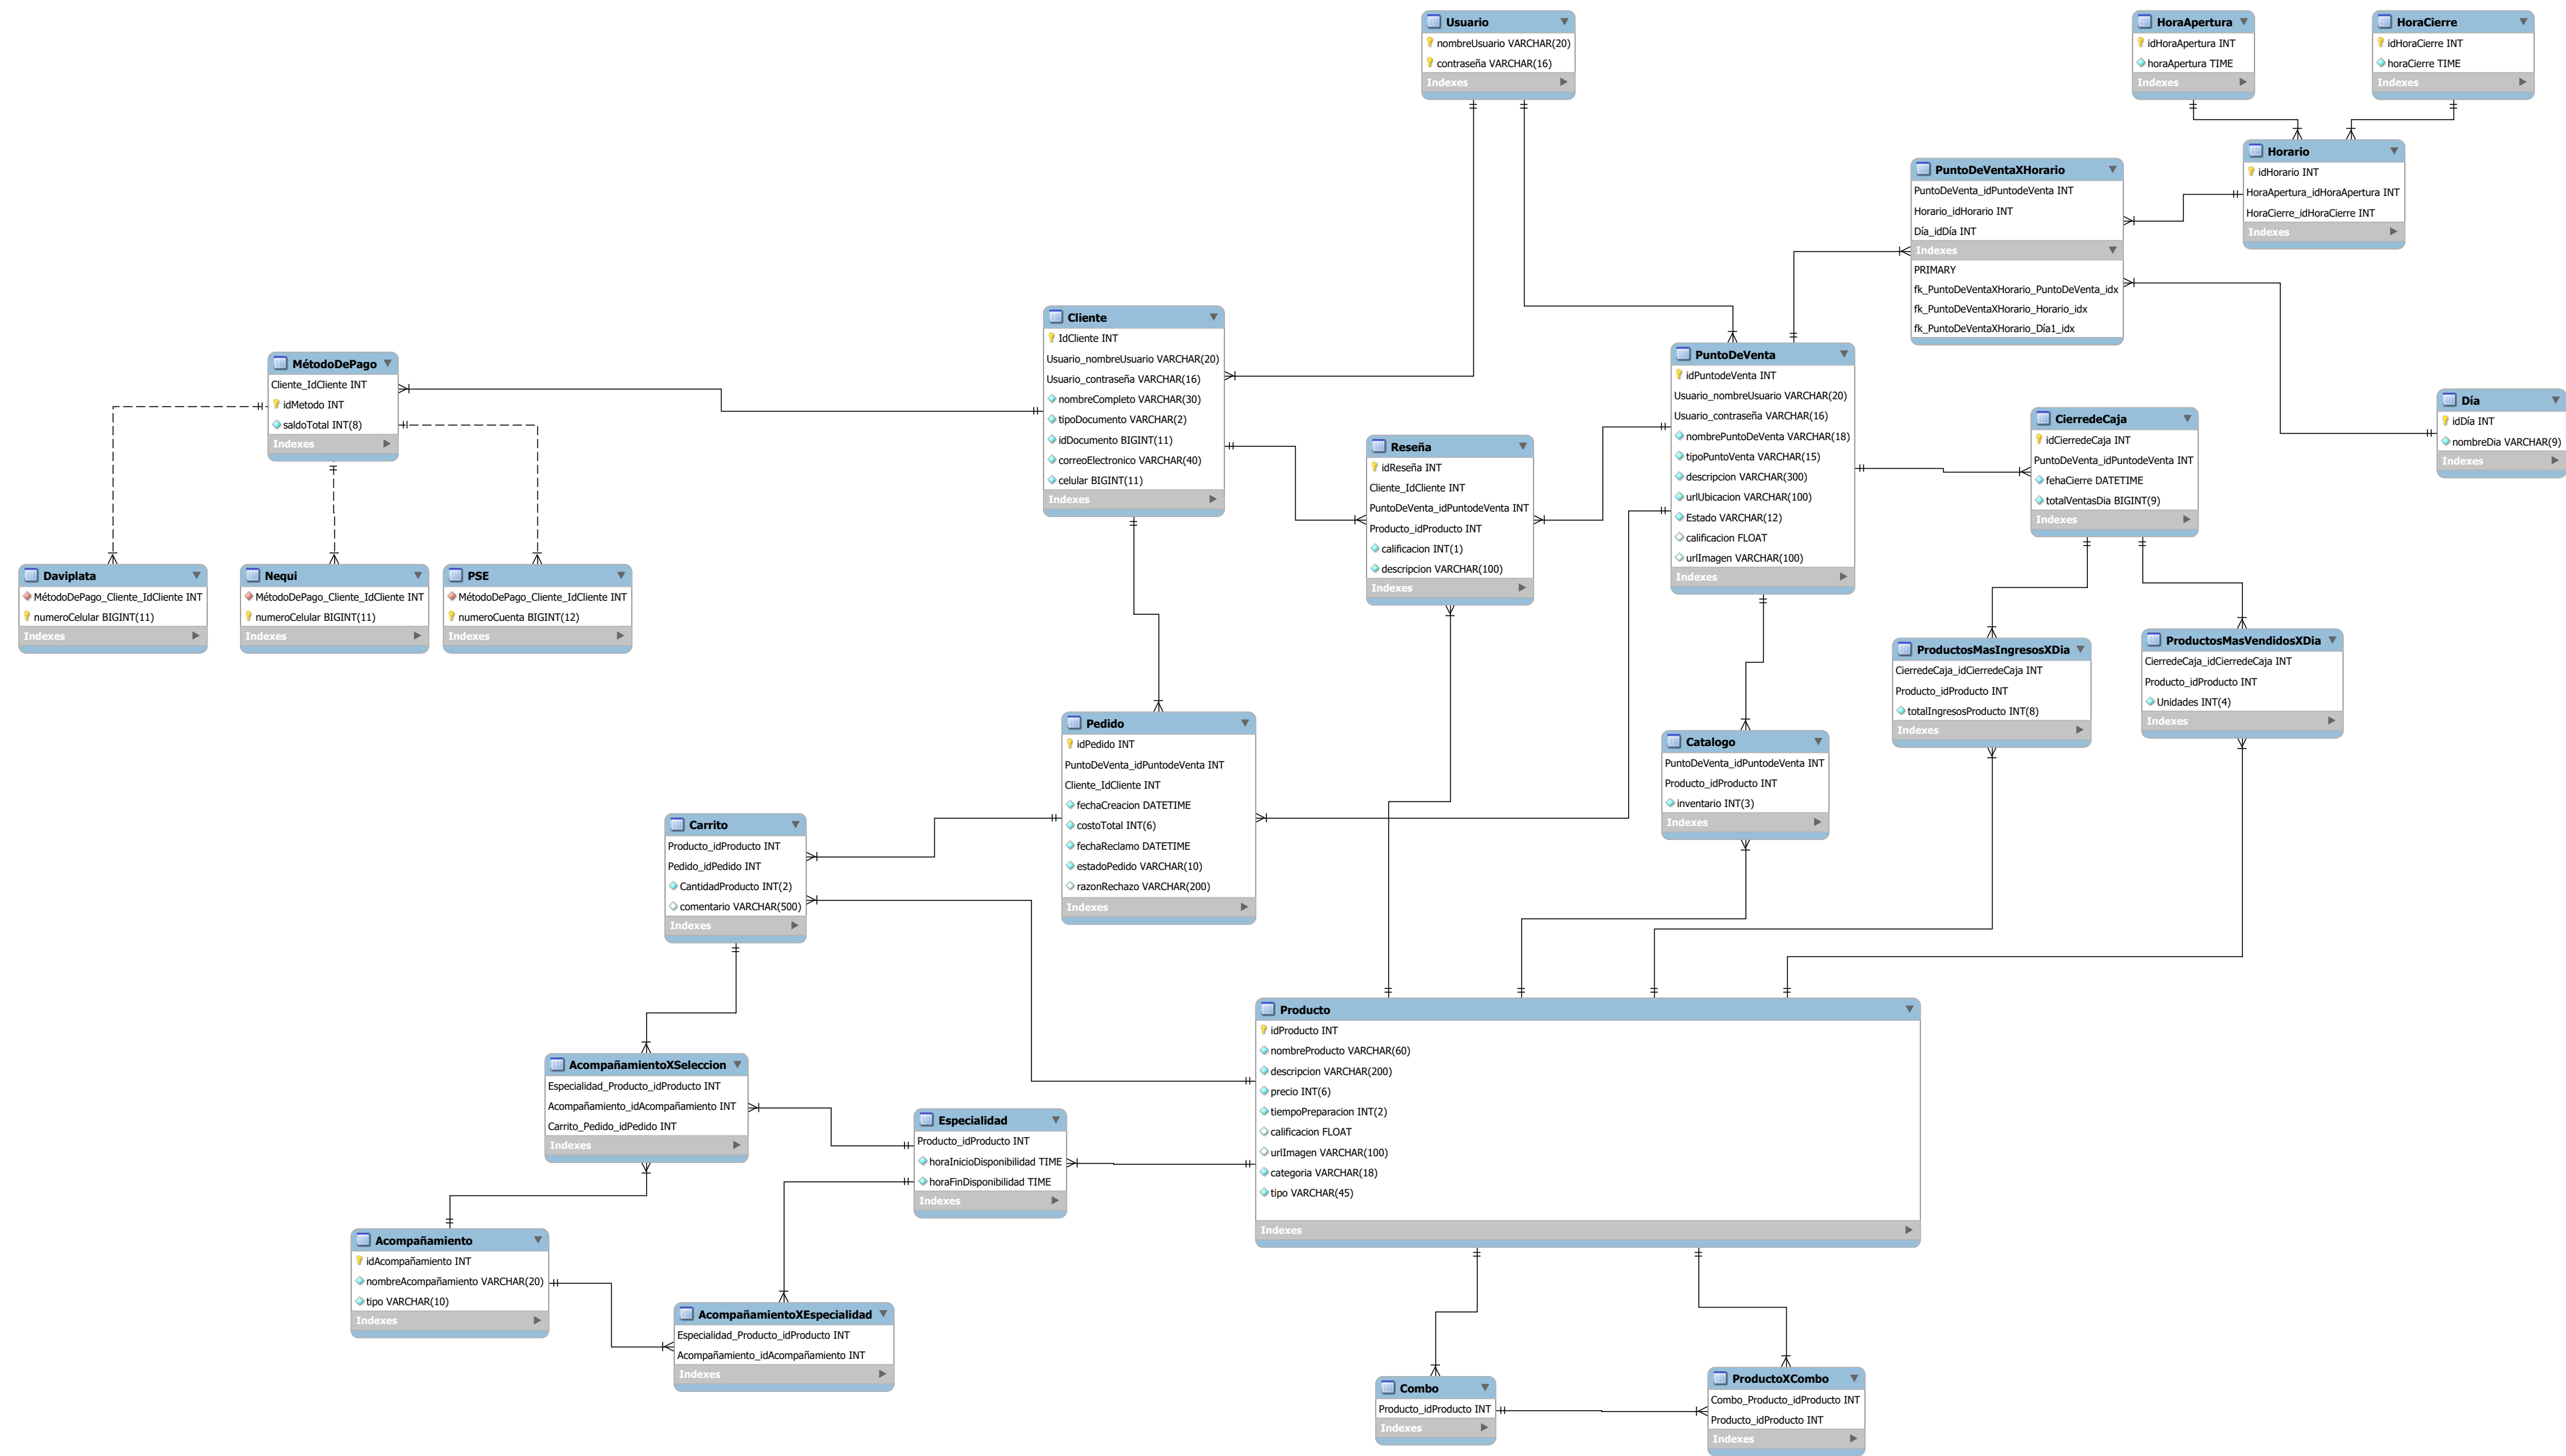 Usuario
nombreUsuario VARCHAR(20)
contraseña VARCHAR(16)
Indexes
HoraApertura
idHoraApertura INT
horaApertura TIME
Indexes
HoraCierre
idHoraCierre INT
horaCierre TIME
Indexes
Horario
idHorario INT
HoraApertura_idHoraApertura INT
HoraCierre_idHoraCierre INT
Indexes
PuntoDeVentaXHorario
PuntoDeVenta_idPuntodeVenta INT
Horario_idHorario INT
Día_idDía INT
Indexes
PRIMARY
fk_PuntoDeVentaXHorario_PuntoDeVenta_idx
fk_PuntoDeVentaXHorario_Horario_idx
fk_PuntoDeVentaXHorario_Día1_idx
Cliente
IdCliente INT
Usuario_nombreUsuario VARCHAR(20)
Usuario_contraseña VARCHAR(16)
nombreCompleto VARCHAR(30)
tipoDocumento VARCHAR(2)
idDocumento BIGINT(11)
correoElectronico VARCHAR(40)
celular BIGINT(11)
Indexes
MétodoDePago
Cliente_IdCliente INT
idMetodo INT
saldoTotal INT(8)
Indexes
PuntoDeVenta
idPuntodeVenta INT
Usuario_nombreUsuario VARCHAR(20)
Usuario_contraseña VARCHAR(16)
nombrePuntoDeVenta VARCHAR(18)
tipoPuntoVenta VARCHAR(15)
descripcion VARCHAR(300)
urlUbicacion VARCHAR(100)
Estado VARCHAR(12)
calificacion FLOAT
urlImagen VARCHAR(100)
Indexes
Día
idDía INT
nombreDia VARCHAR(9)
Indexes
CierredeCaja
idCierredeCaja INT
PuntoDeVenta_idPuntodeVenta INT
fehaCierre DATETIME
totalVentasDia BIGINT(9)
Indexes
Reseña
idReseña INT
Cliente_IdCliente INT
PuntoDeVenta_idPuntodeVenta INT
Producto_idProducto INT
calificacion INT(1)
descripcion VARCHAR(100)
Indexes
Daviplata
MétodoDePago_Cliente_IdCliente INT
numeroCelular BIGINT(11)
Indexes
Nequi
MétodoDePago_Cliente_IdCliente INT
numeroCelular BIGINT(11)
Indexes
PSE
MétodoDePago_Cliente_IdCliente INT
numeroCuenta BIGINT(12)
Indexes
ProductosMasIngresosXDia
CierredeCaja_idCierredeCaja INT
Producto_idProducto INT
totalIngresosProducto INT(8)
Indexes
ProductosMasVendidosXDia
CierredeCaja_idCierredeCaja INT
Producto_idProducto INT
Unidades INT(4)
Indexes
Pedido
idPedido INT
PuntoDeVenta_idPuntodeVenta INT
Cliente_IdCliente INT
fechaCreacion DATETIME
costoTotal INT(6)
fechaReclamo DATETIME
estadoPedido VARCHAR(10)
razonRechazo VARCHAR(200)
Indexes
Catalogo
PuntoDeVenta_idPuntodeVenta INT
Producto_idProducto INT
inventario INT(3)
Indexes
Carrito
Producto_idProducto INT
Pedido_idPedido INT
CantidadProducto INT(2)
comentario VARCHAR(500)
Indexes
Producto
idProducto INT
nombreProducto VARCHAR(60)
descripcion VARCHAR(200)
precio INT(6)
tiempoPreparacion INT(2)
calificacion FLOAT
urlImagen VARCHAR(100)
categoria VARCHAR(18)
tipo VARCHAR(45)
Indexes
AcompañamientoXSeleccion
Especialidad_Producto_idProducto INT
Acompañamiento_idAcompañamiento INT
Carrito_Pedido_idPedido INT
Indexes
Especialidad
Producto_idProducto INT
horaInicioDisponibilidad TIME
horaFinDisponibilidad TIME
Indexes
Acompañamiento
idAcompañamiento INT
nombreAcompañamiento VARCHAR(20)
tipo VARCHAR(10)
Indexes
AcompañamientoXEspecialidad
Especialidad_Producto_idProducto INT
Acompañamiento_idAcompañamiento INT
Indexes
Combo
Producto_idProducto INT
Indexes
ProductoXCombo
Combo_Producto_idProducto INT
Producto_idProducto INT
Indexes